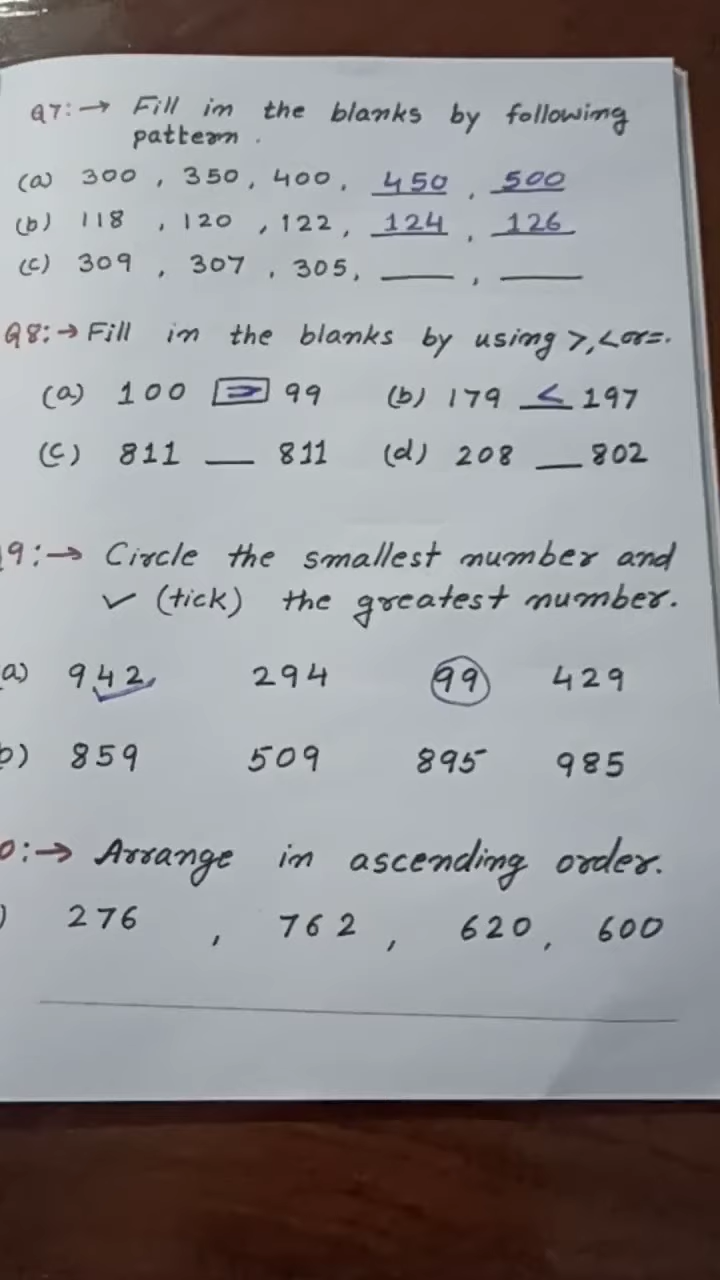 Q7:→ Fill in the blanks by following
pattern.
(a) 300, 350, 400, 450, 500
(b) 118, 120, 122, 124, 126
(c) 309, 307, 305, ____, ____
Q8:→ Fill in the blanks by using >,< or =.
(a) 100 > 99 (b) 179 < 197
(c) 811 __ 811 (d) 208 __ 802
9:→ Circle the smallest number and
✓ (tick) the greatest number.
a) 942 294 99 429
b) 859 509 895 985
0:→ Arrange in ascending order.
) 276, 762, 620, 600